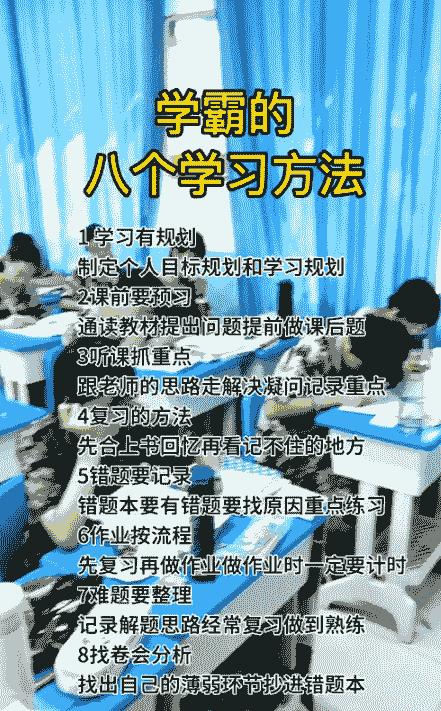 学霸的
八个学习方法
1 学习有规划
制定个人目标规划和学习规划
2课前要预习
通读教材提出问题提前做课后题
3听课抓重点
跟老师的思路走解决凝问记录重点
4复习的方法
先合上书回忆再看记不住的地方
5错题要记录
错题本要有错题要找原因重点练习
6作业按流程
先复习再做作业做作业时一定要计时
7难题要整理
记录解题思路经常复习做到熟练
8找卷会分析
找出自己的薄弱环节抄进错题本